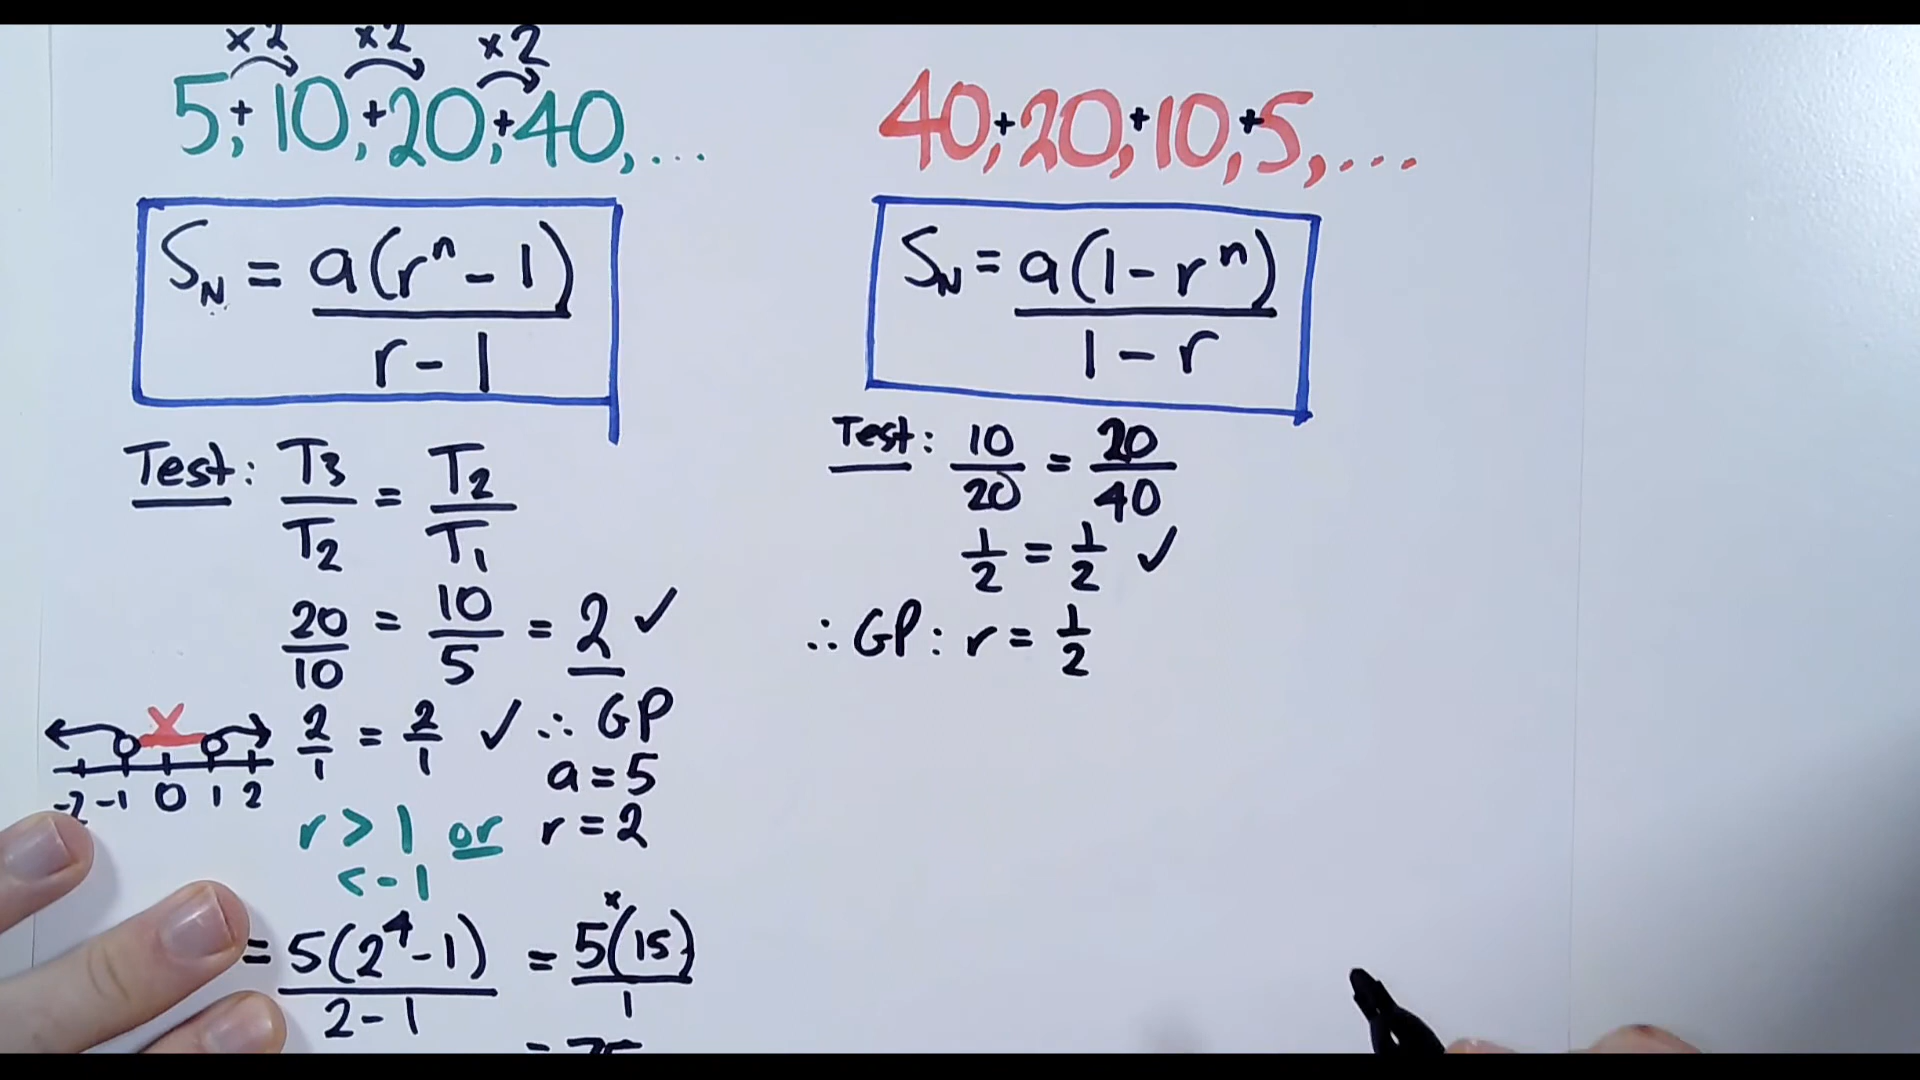 ×2 ×2 ×2
5, + 10, + 20, + 40, ...
S_N = a(r^n - 1) / r - 1
Test: T3/T2 = T2/T1
20/10 = 10/5 = 2 ✓
2/1 = 2/1 ✓ ∴ GP
a = 5
X
-2 -1 0 1 2
r > 1 or r = 2
< -1
= 5(2^4 - 1) / 2 - 1 = 5^×(15) / 1
= 75
40, + 20, + 10, + 5, ...
S_N = a(1 - r^n) / 1 - r
Test: 10/20 = 20/40
1/2 = 1/2 ✓
∴ GP: r = 1/2